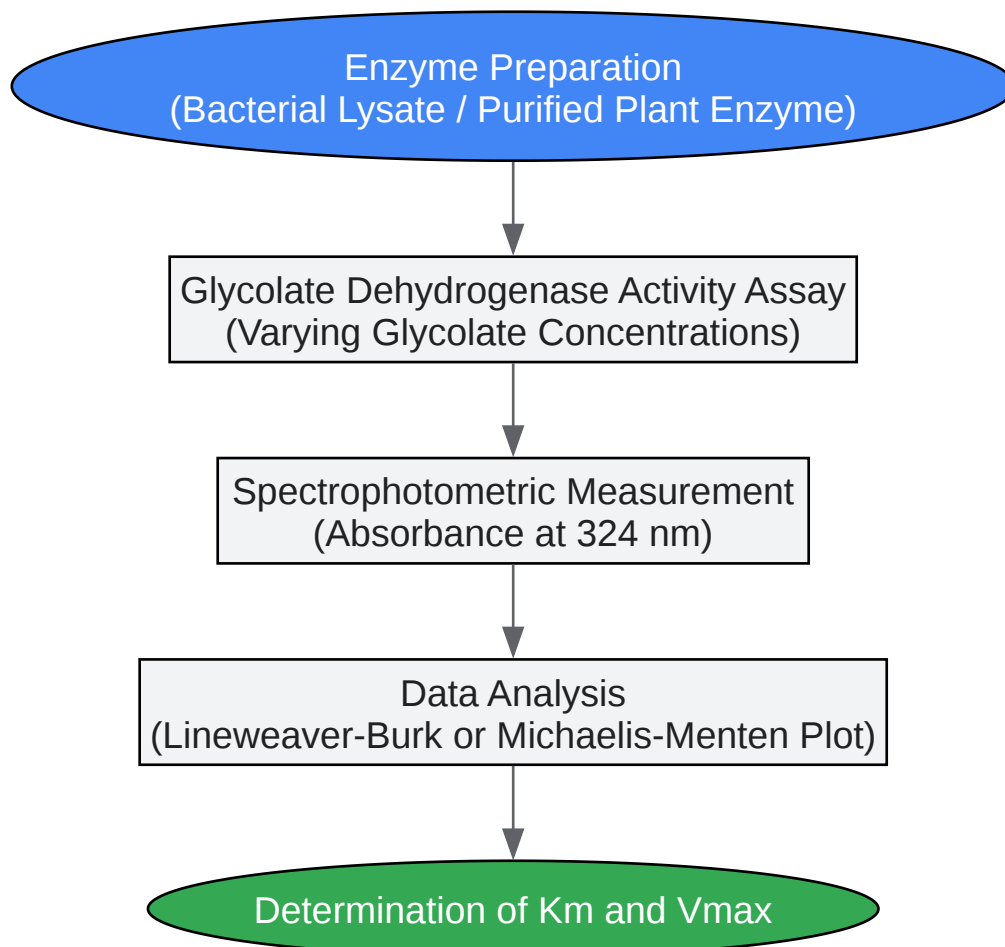 Enzyme Preparation
(Bacterial Lysate / Purified Plant Enzyme)
Glycolate Dehydrogenase Activity Assay
(Varying Glycolate Concentrations)
Spectrophotometric Measurement
(Absorbance at 324 nm)
Data Analysis
(Lineweaver-Burk or Michaelis-Menten Plot)
Determination of Km and Vmax